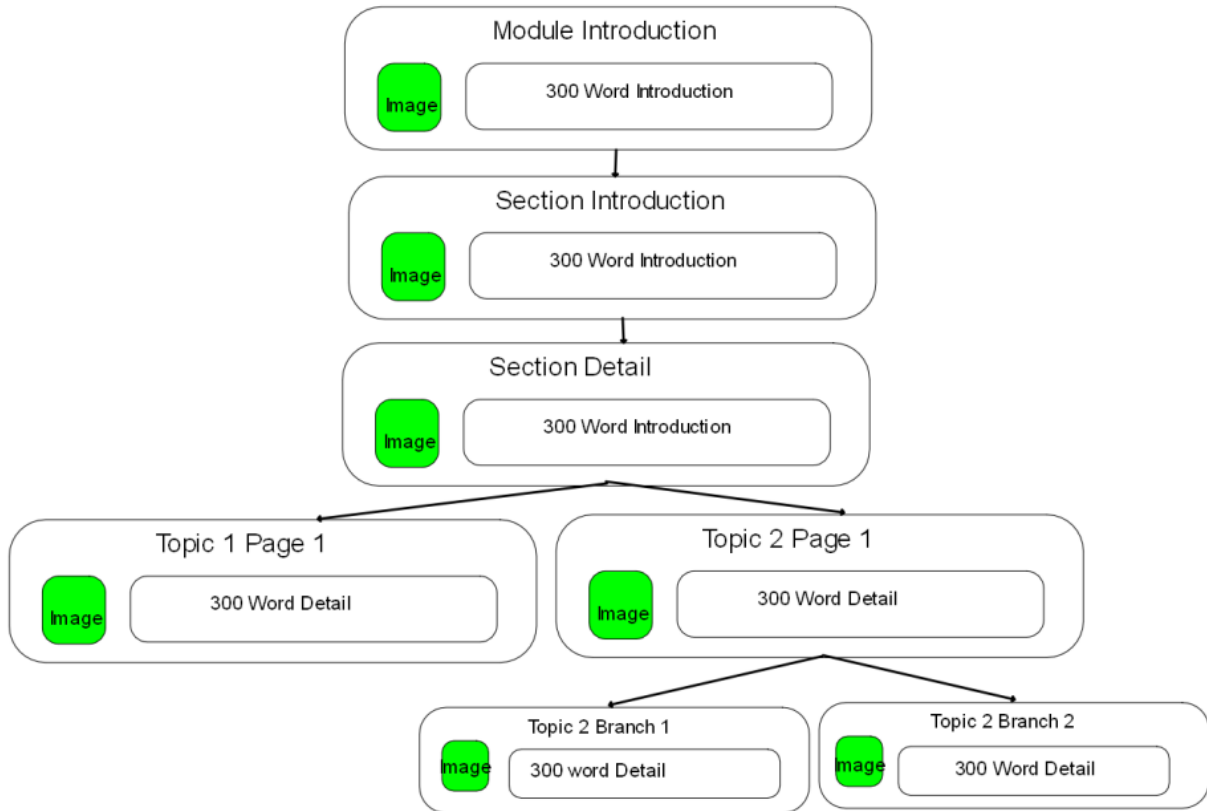 Module Introduction
Image
300 Word Introduction
Section Introduction
Image
300 Word Introduction
Section Detail
Image
300 Word Introduction
Topic 1 Page 1
Image
300 Word Detail
Topic 2 Page 1
Image
300 Word Detail
Topic 2 Branch 1
Image
300 word Detail
Topic 2 Branch 2
Image
300 Word Detail